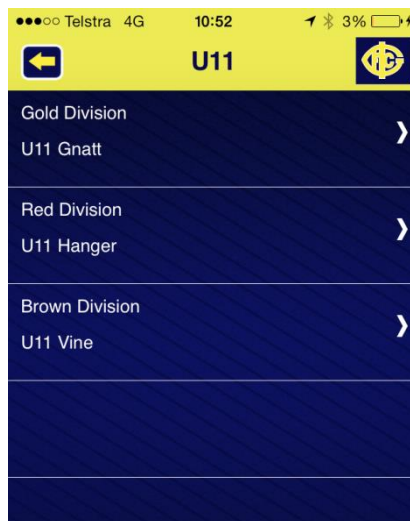 Telstra 4G 10:52 3%
U11
Gold Division
U11 Gnatt
Red Division
U11 Hanger
Brown Division
U11 Vine